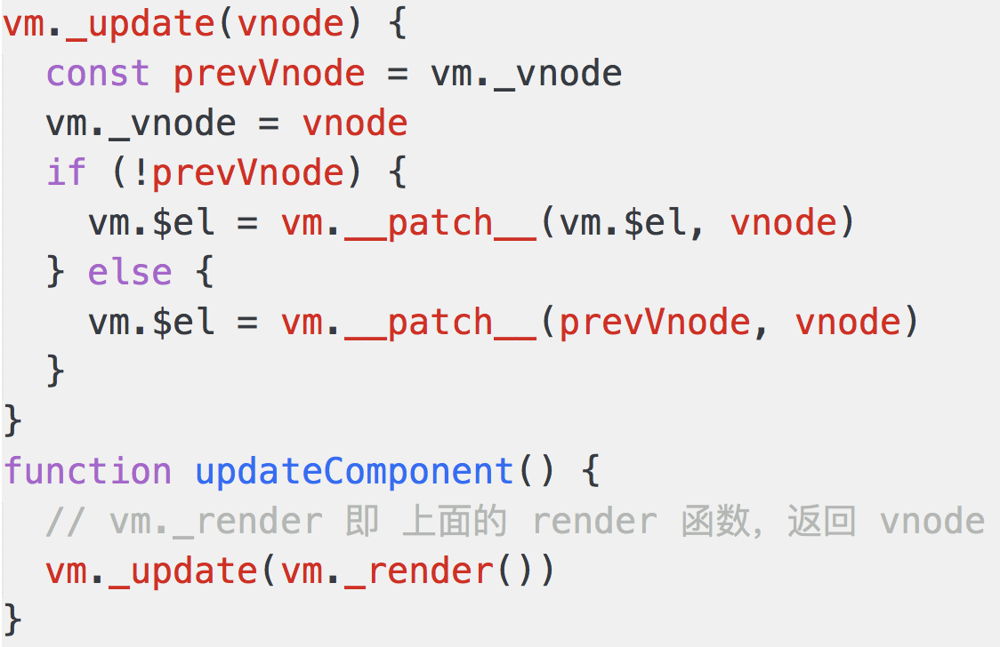 vm._update(vnode) {
  const prevVnode = vm._vnode
  vm._vnode = vnode
  if (!prevVnode) {
    vm.$el = vm.__patch__(vm.$el, vnode)
  } else {
    vm.$el = vm.__patch__(prevVnode, vnode)
  }
}
function updateComponent() {
  // vm._render 即 上面的 render 函数，返回 vnode
  vm._update(vm._render())
}